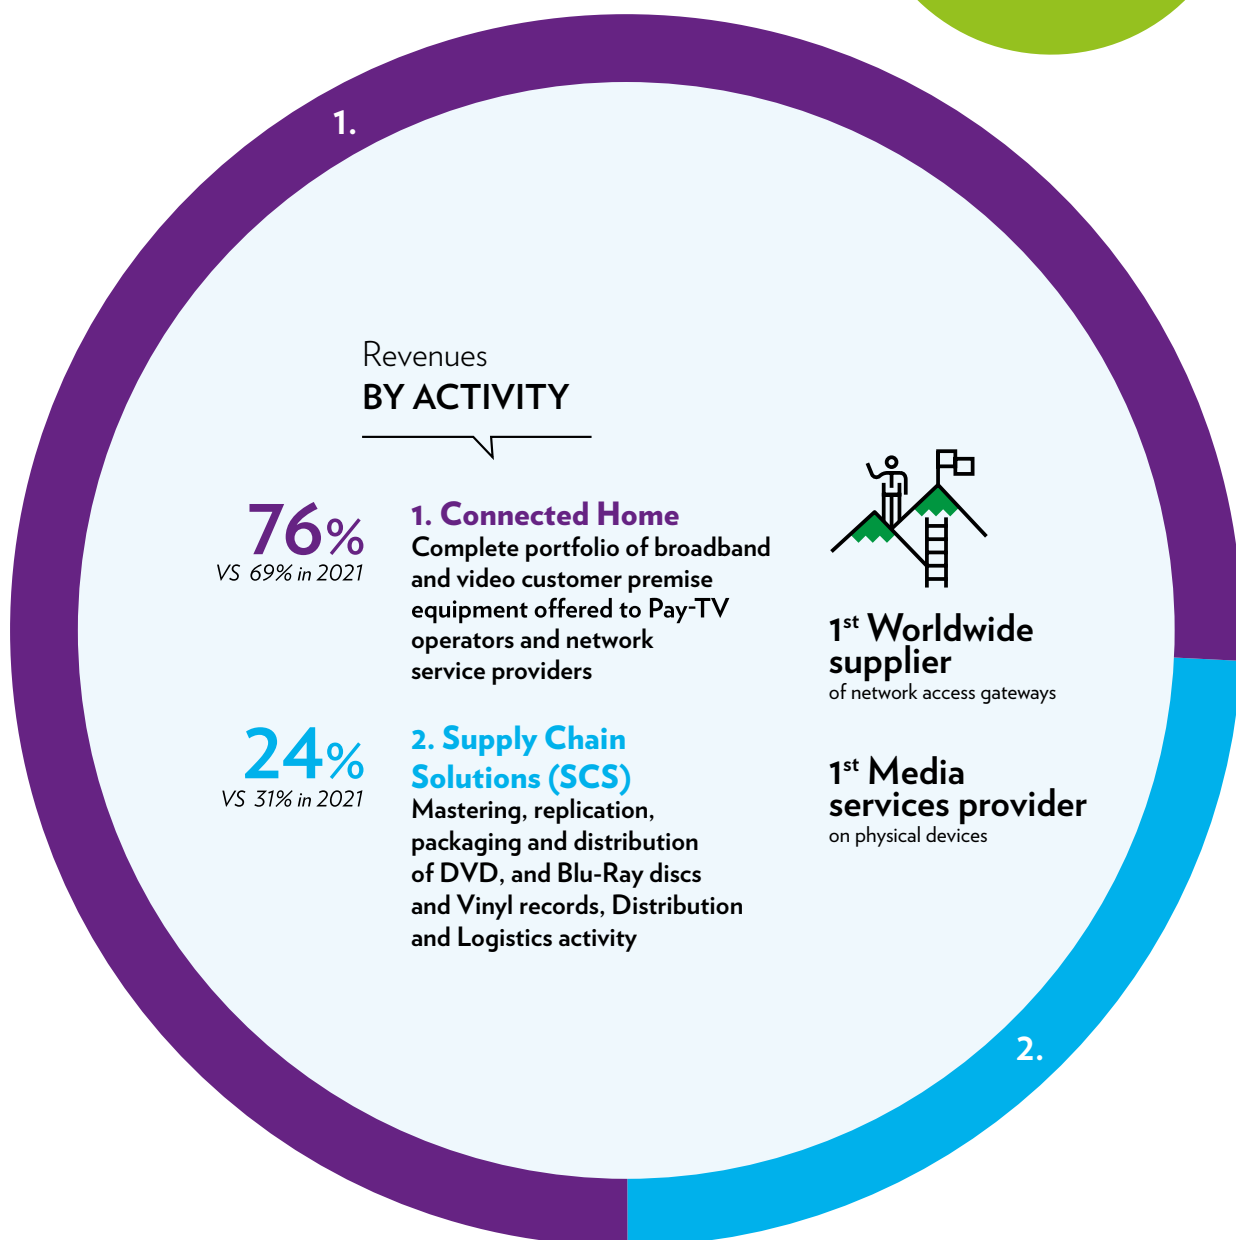 1.
Revenues
BY ACTIVITY
76%
VS 69% in 2021
1. Connected Home
Complete portfolio of broadband
and video customer premise
equipment offered to Pay-TV
operators and network
service providers
24%
VS 31% in 2021
2. Supply Chain
Solutions (SCS)
Mastering, replication,
packaging and distribution
of DVD, and Blu-Ray discs
and Vinyl records, Distribution
and Logistics activity
1st Worldwide
supplier
of network access gateways
1st Media
services provider
on physical devices
2.